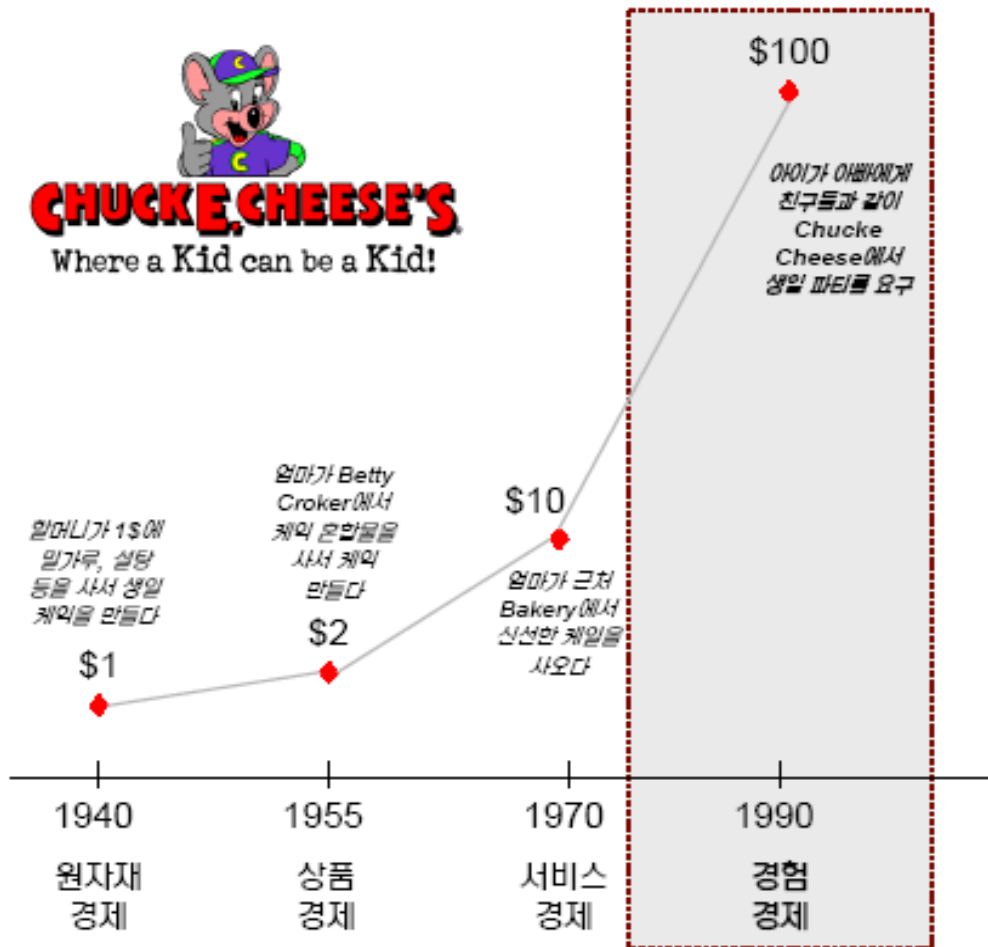 CHUCK E. CHEESE'S
Where a Kid can be a Kid!
$100
아이가 아빠에게
친구들과 같이
Chucke
Cheese에서
생일 파티를 요구
엄마가 Betty
Croker에서
케익 혼합물을
사서 케익
만들다
$2
할머니가 1$에
밀가루, 설탕
등을 사서 생일
케익을 만들다
$1
$10
엄마가 근처
Bakery에서
신선한 케일을
사오다
1940
1955
1970
1990
원자재
경제
상품
경제
서비스
경제
경험
경제